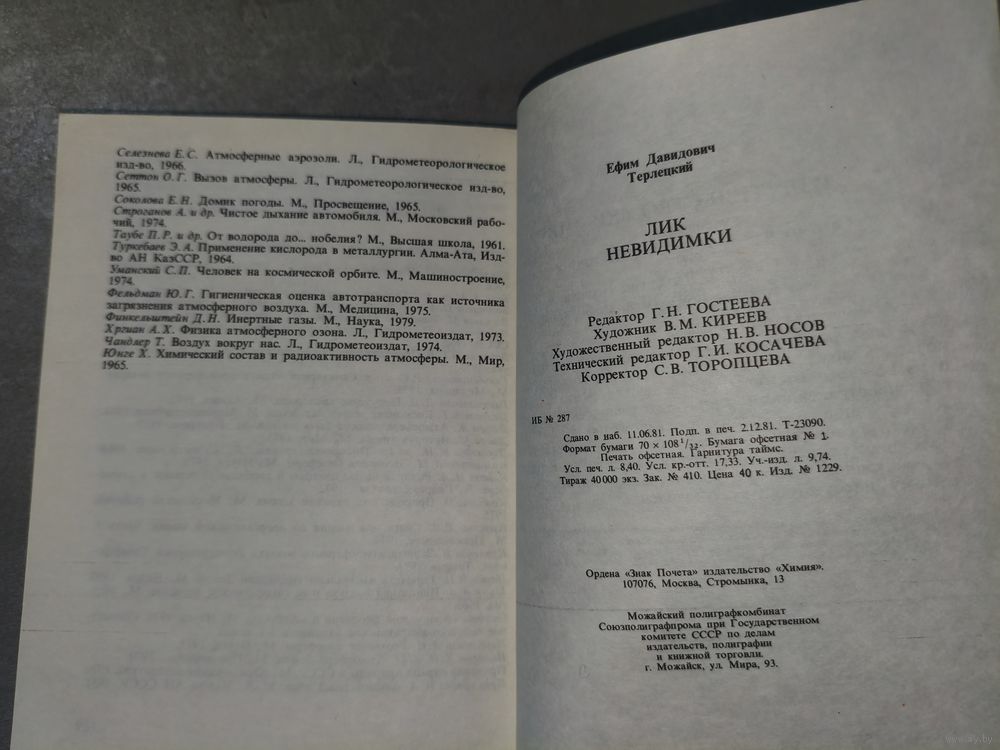 Селезнова Е. С. Атмосферные аэрозоли. Л., Гидрометеорологическое
изд-во, 1966.
Сеттон О. Г. Вызов атмосферы. Л., Гидрометеорологическое изд-во,
1965.
Соколова Е. Н. Домик погоды. М., Просвещение, 1965.
Строганов А. и др. Чистое дыхание автомобиля. М., Московский рабо-
чий, 1974.
Таубе П. Р. и др. От водорода до... нобелия? М., Высшая школа, 1961.
Туркебаев Э. А. Применение кислорода в металлургии. Алма-Ата, Изд-
во АН КазССР, 1964.
Уманский С. П. Человек на космической орбите. М., Машиностроение,
1974.
Фельдман Ю. Г. Гигиеническая оценка автотранспорта как источника
загрязнения атмосферного воздуха. М., Медицина, 1975.
Финкельштейн Д. Н. Инертные газы. М., Наука, 1979.
Хргиан А. Х. Физика атмосферного озона. Л., Гидрометеоиздат, 1973.
Чандлер Т. Воздух вокруг нас. Л., Гидрометеоиздат, 1974.
Юнге Х. Химический состав и радиоактивность атмосферы. М., Мир,
1965.
Ефим Давидович
Терлецкий
ЛИК
НЕВИДИМКИ
Редактор Г. Н. ГОСТЕЕВА
Художник В. М. КИРЕЕВ
Художественный редактор Н. В. НОСОВ
Технический редактор Г. И. КОСАЧЕВА
Корректор С. В. ТОРОПЦЕВА
ИБ № 287
Сдано в наб. 11.06.81. Подп. в печ. 2.12.81. Т-23090.
Формат бумаги 70 × 108 1/32. Бумага офсетная № 1.
Печать офсетная. Гарнитура таймс.
Усл. печ. л. 8,40. Усл. кр.-отт. 17,33. Уч.-изд. л. 9,74.
Тираж 40 000 экз. Зак. № 410. Цена 40 к. Изд. № 1229.
Ордена «Знак Почета» издательство «Химия».
107076, Москва, Стромынка, 13
Можайский полиграфкомбинат
Союзполиграфпрома при Государственном
комитете СССР по делам
издательств, полиграфии
и книжной торговли.
г. Можайск, ул. Мира, 93.
www.ay.by